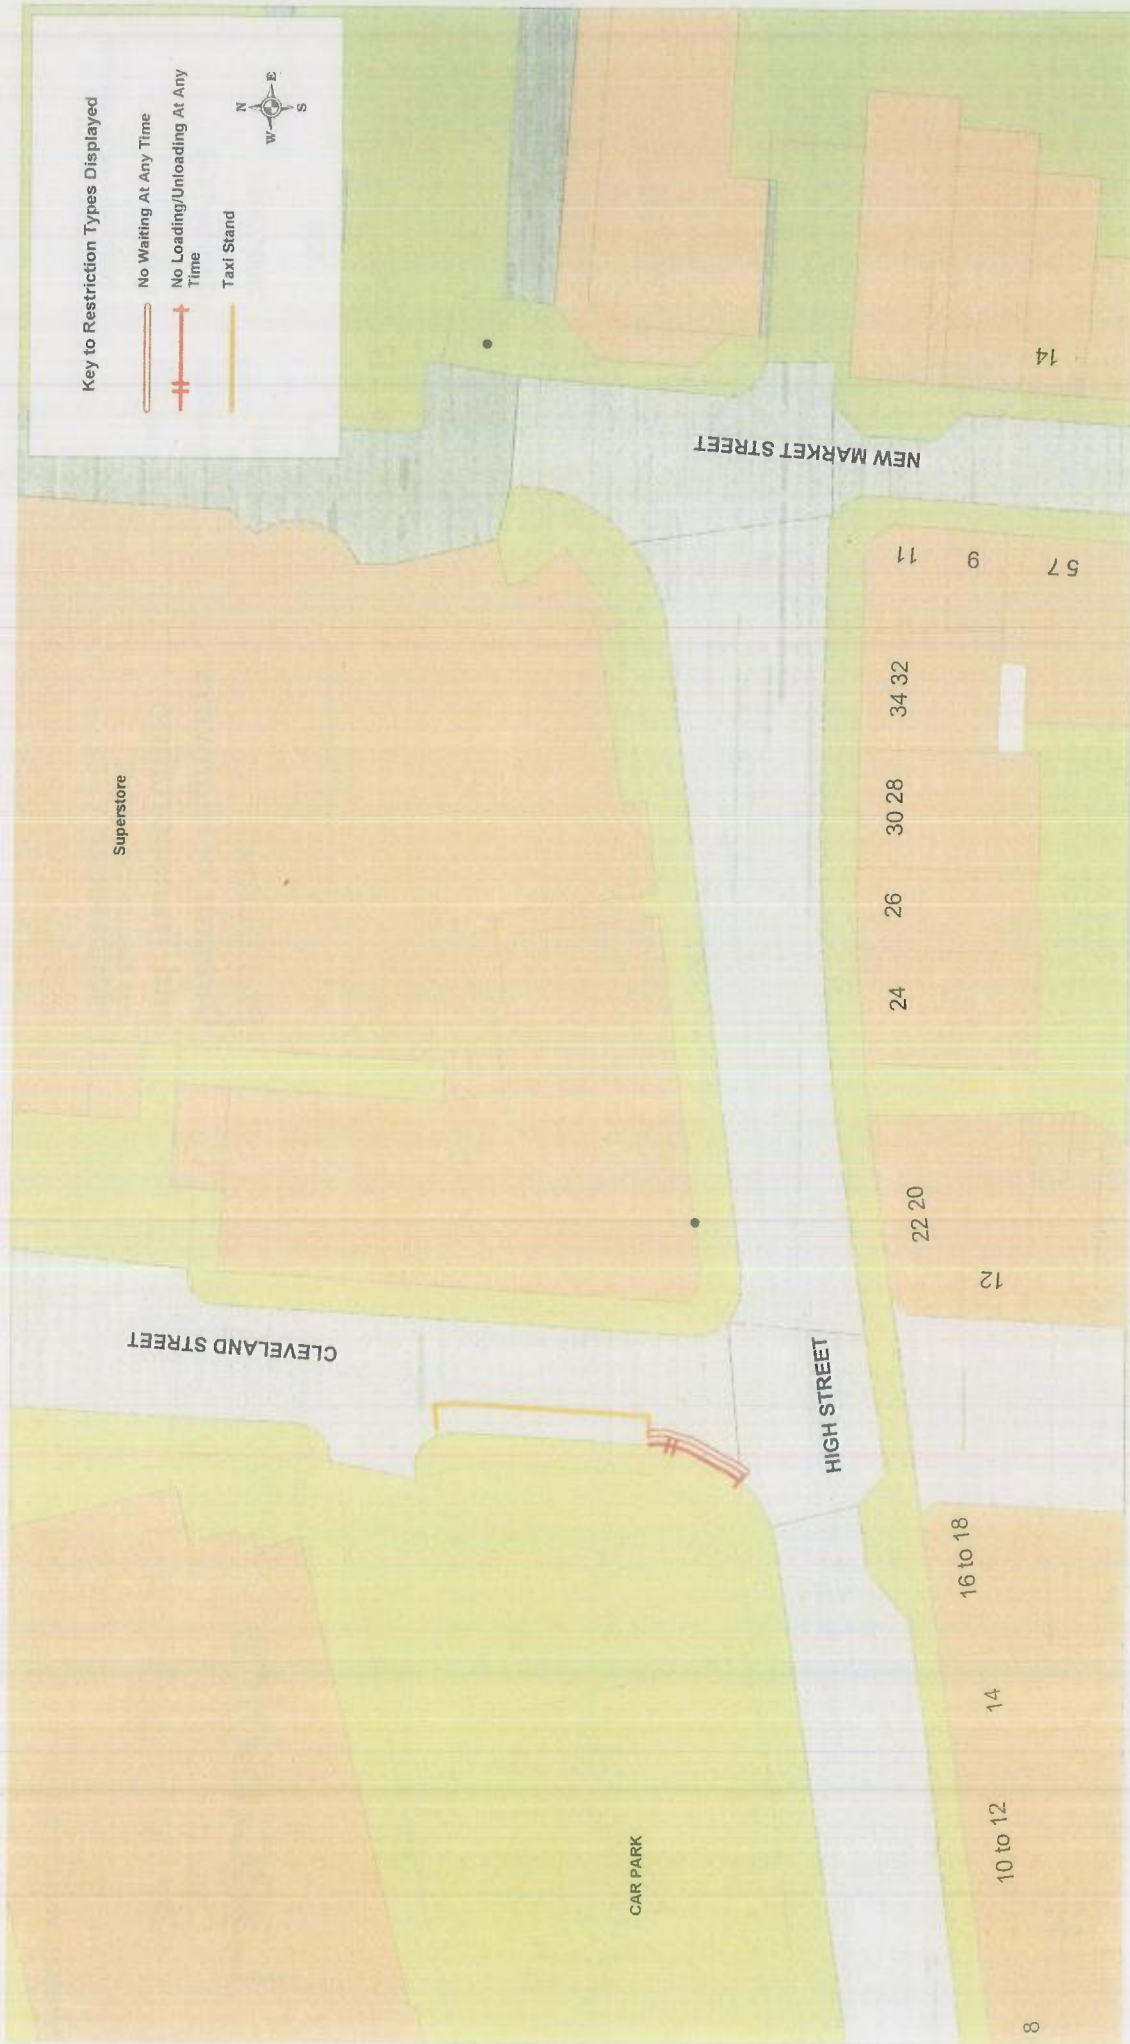 Key to Restriction Types Displayed
No Waiting At Any Time
No Loading/Unloading At Any
Time
Taxi Stand
N
E
S
W
Superstore
CLEVELAND STREET
NEW MARKET STREET
HIGH STREET
CAR PARK
8
10 to 12
14
16 to 18
12
22 20
24
26
30 28
34 32
11
9
5 7
14